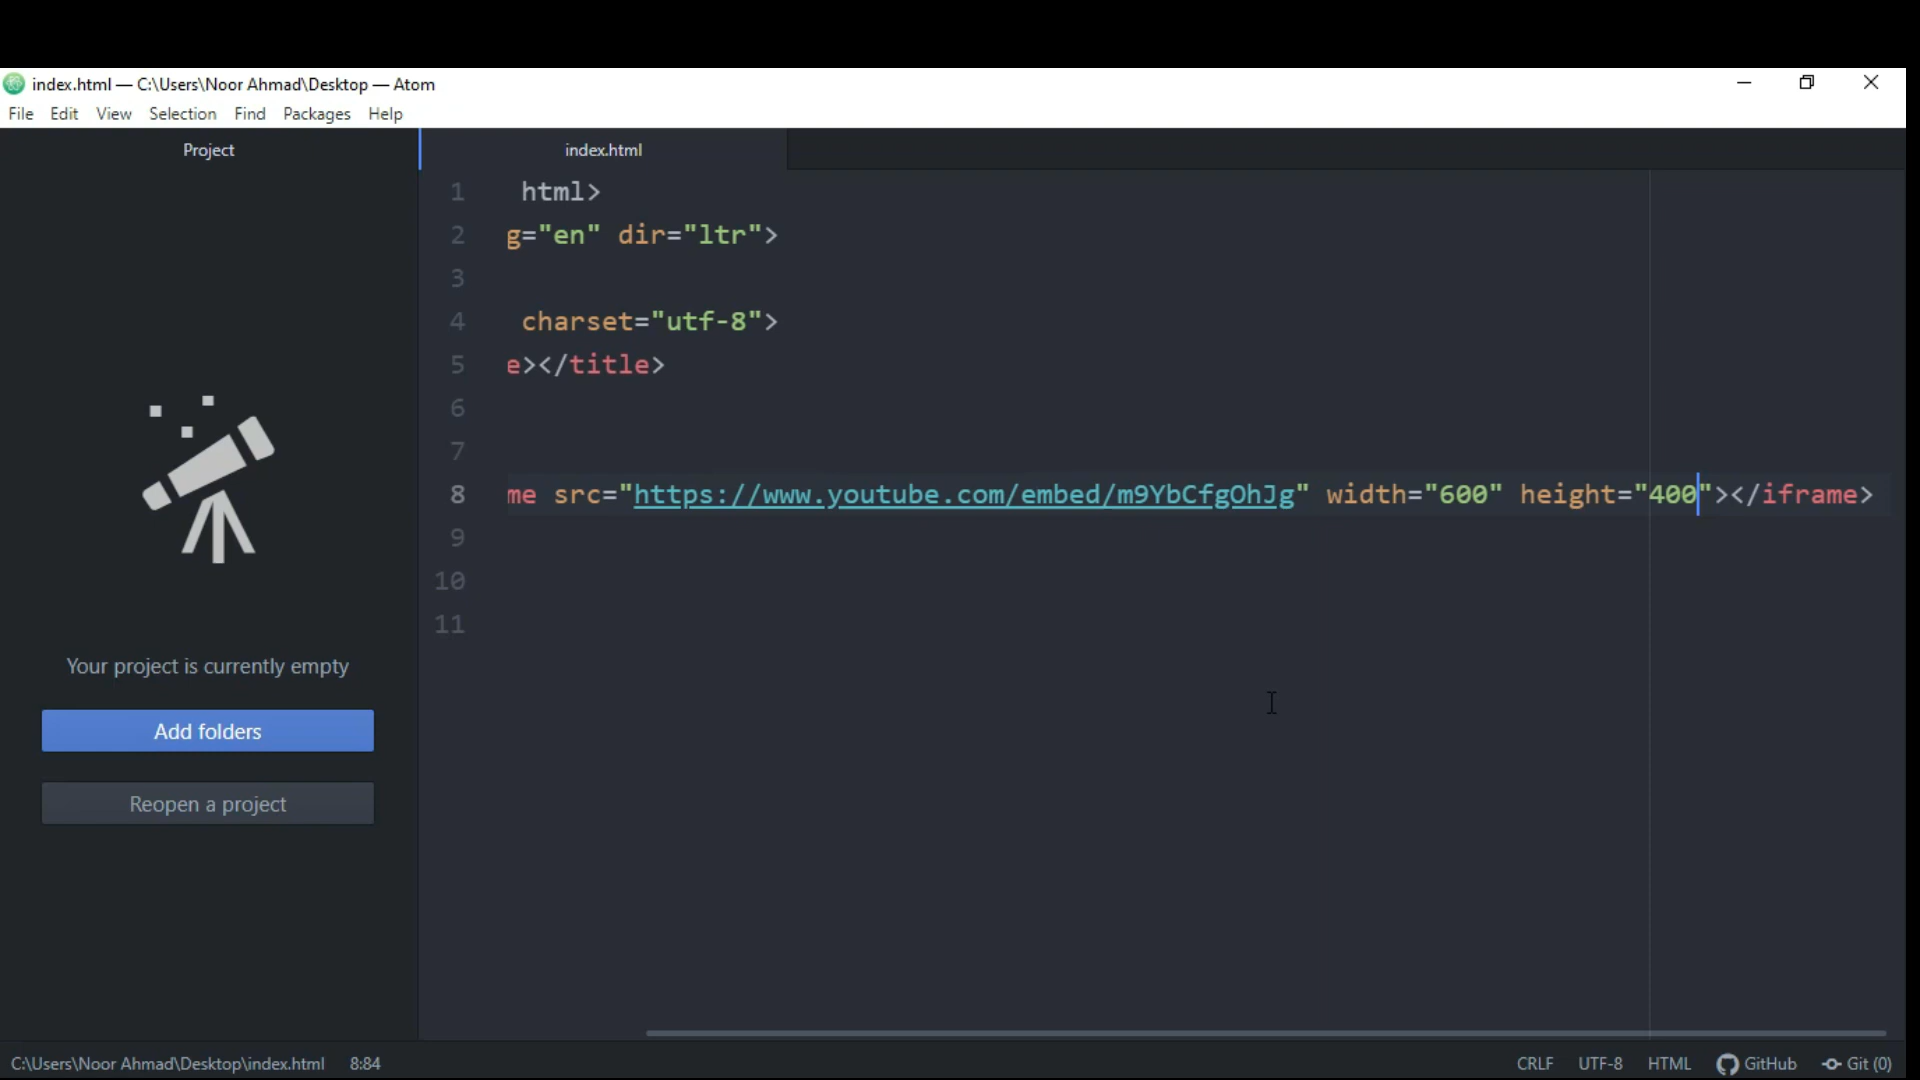 index.html — C:\Users\Noor Ahmad\Desktop — Atom
File Edit View Selection Find Packages Help
Project
index.html
1 html>
2 g="en" dir="ltr">
3
4 charset="utf-8">
5 e></title>
6
7
8 me src="https://www.youtube.com/embed/m9YbCfgOhJg" width="600" height="400"></iframe>
9
10
11
Your project is currently empty
Add folders
Reopen a project
C:\Users\Noor Ahmad\Desktop\index.html 8:84 CRLF UTF-8 HTML GitHub Git (0)